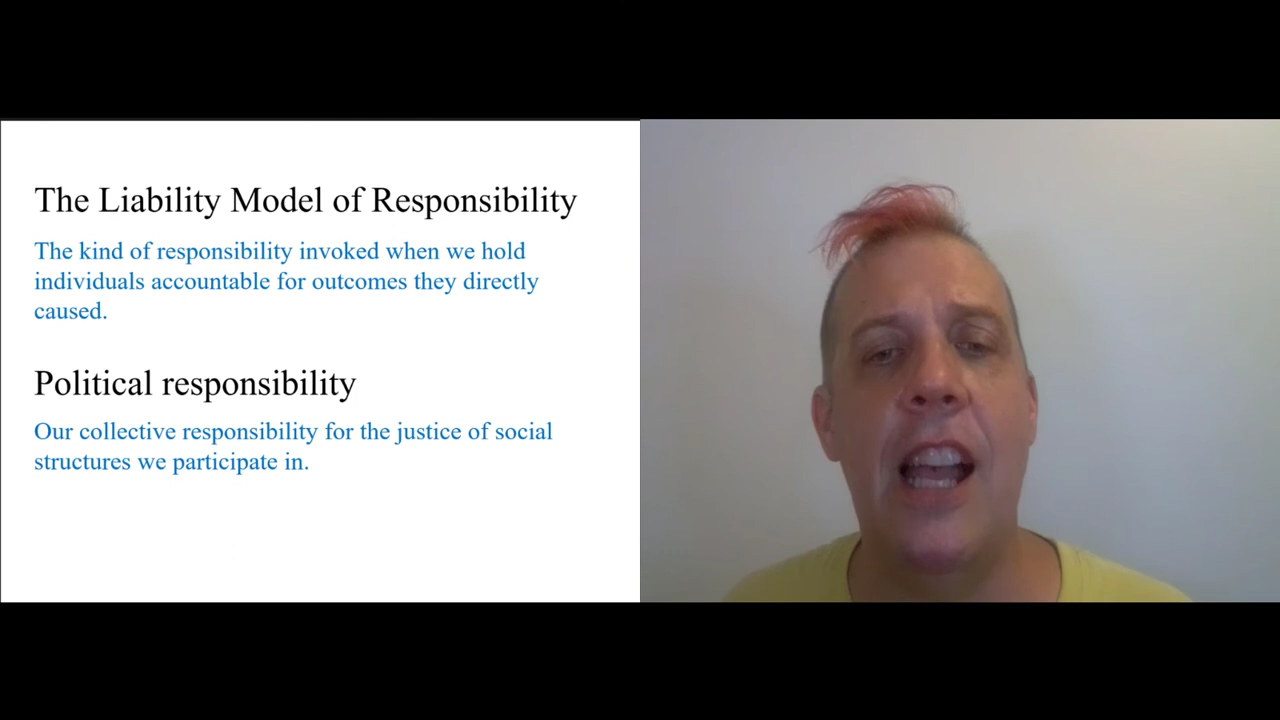 The Liability Model of Responsibility
The kind of responsibility invoked when we hold
individuals accountable for outcomes they directly
caused.
Political responsibility
Our collective responsibility for the justice of social
structures we participate in.